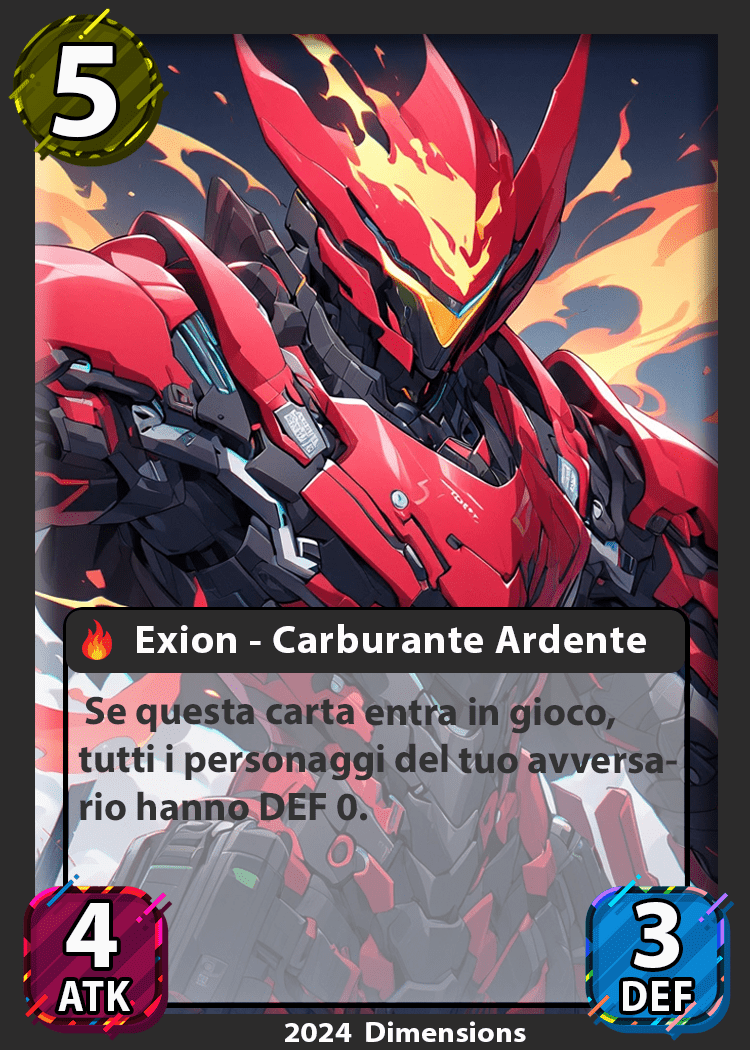 5
Exion - Carburante Ardente
Se questa carta entra in gioco,
tutti i personaggi del tuo avversa-
rio hanno DEF 0.
4
ATK
3
DEF
2024 Dimensions